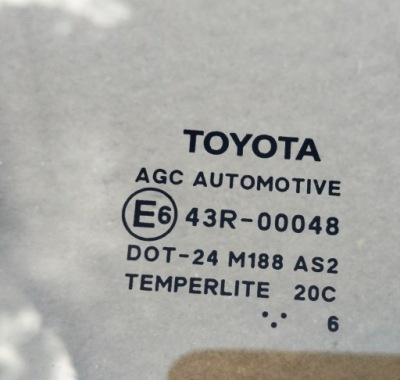 TOYOTA
AGC AUTOMOTIVE
E6 43R-00048
DOT-24 M188 AS2
TEMPERLITE 20C
6